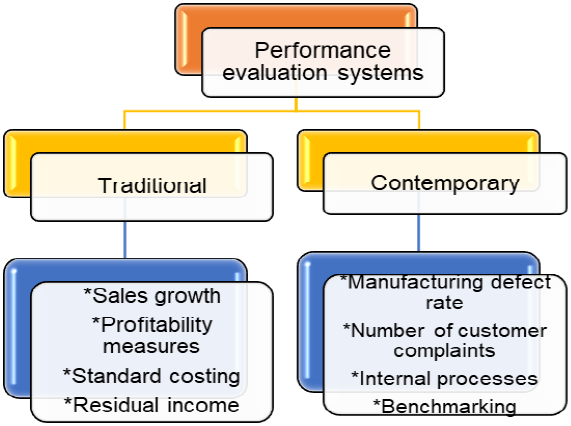 Performance
evaluation systems
Traditional
Contemporary
*Sales growth
*Profitability
measures
*Standard costing
*Residual income
*Manufacturing defect
rate
*Number of customer
complaints
*Internal processes
*Benchmarking